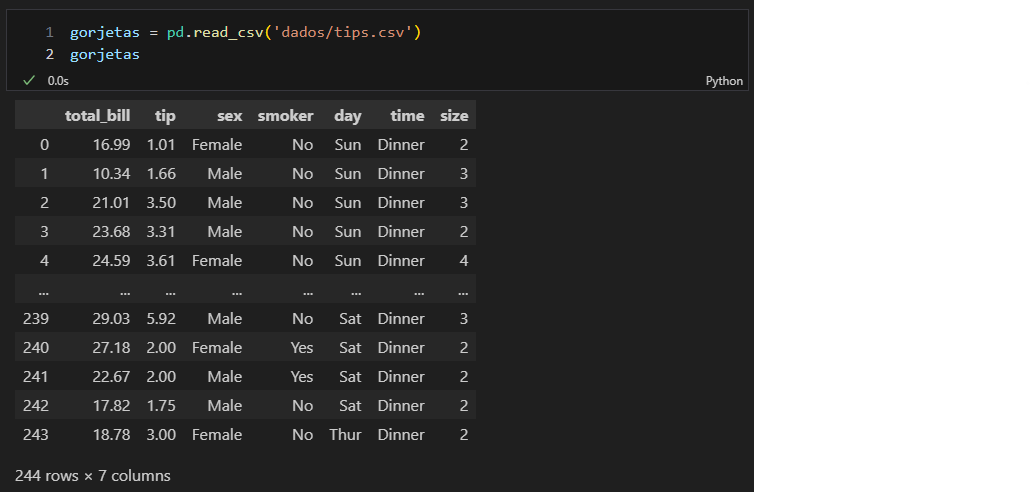 1 gorjetas = pd.read_csv('dados/tips.csv')
2 gorjetas
0.0s Python
total_bill tip sex smoker day time size
0 16.99 1.01 Female No Sun Dinner 2
1 10.34 1.66 Male No Sun Dinner 3
2 21.01 3.50 Male No Sun Dinner 3
3 23.68 3.31 Male No Sun Dinner 2
4 24.59 3.61 Female No Sun Dinner 4
... ... ... ... ... ... ... ...
239 29.03 5.92 Male No Sat Dinner 3
240 27.18 2.00 Female Yes Sat Dinner 2
241 22.67 2.00 Male Yes Sat Dinner 2
242 17.82 1.75 Male No Sat Dinner 2
243 18.78 3.00 Female No Thur Dinner 2
244 rows × 7 columns